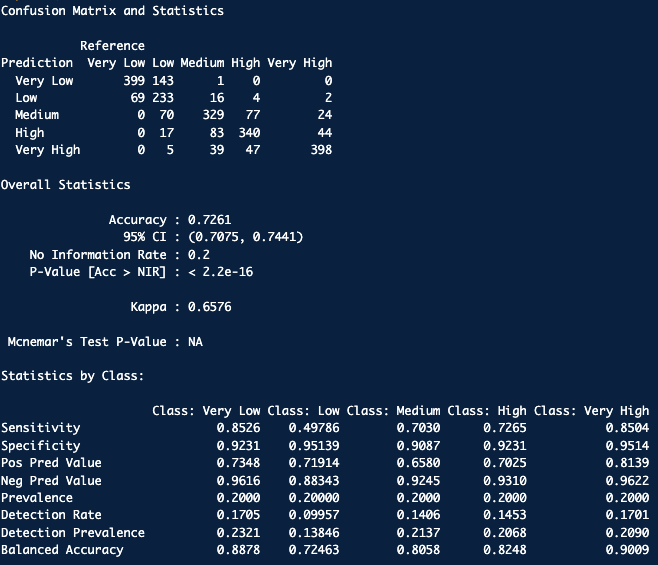 Confusion Matrix and Statistics
Reference
Prediction Very Low Low Medium High Very High
Very Low 399 143 1 0 0
Low 69 233 16 4 2
Medium 0 70 329 77 24
High 0 17 83 340 44
Very High 0 5 39 47 398
Overall Statistics
Accuracy : 0.7261
95% CI : (0.7075, 0.7441)
No Information Rate : 0.2
P-Value [Acc > NIR] : < 2.2e-16
Kappa : 0.6576
Mcnemar's Test P-Value : NA
Statistics by Class:
Class: Very Low Class: Low Class: Medium Class: High Class: Very High
Sensitivity 0.8526 0.49786 0.7030 0.7265 0.8504
Specificity 0.9231 0.95139 0.9087 0.9231 0.9514
Pos Pred Value 0.7348 0.71914 0.6580 0.7025 0.8139
Neg Pred Value 0.9616 0.88343 0.9245 0.9310 0.9622
Prevalence 0.2000 0.20000 0.2000 0.2000 0.2000
Detection Rate 0.1705 0.09957 0.1406 0.1453 0.1701
Detection Prevalence 0.2321 0.13846 0.2137 0.2068 0.2090
Balanced Accuracy 0.8878 0.72463 0.8058 0.8248 0.9009